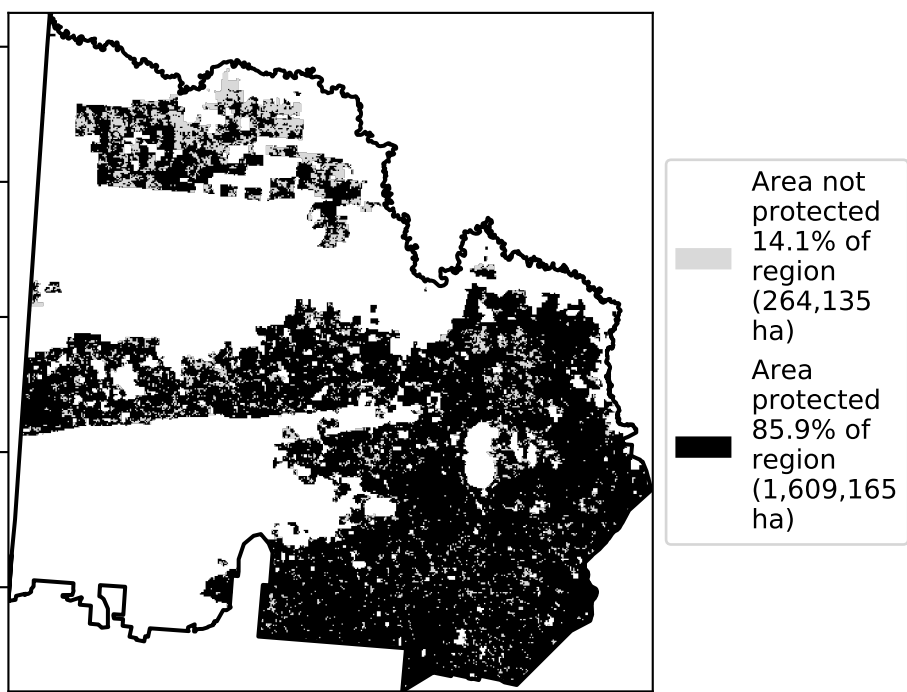 Area not
protected
14.1% of
region
(264,135
ha)
Area
protected
85.9% of
region
(1,609,165
ha)